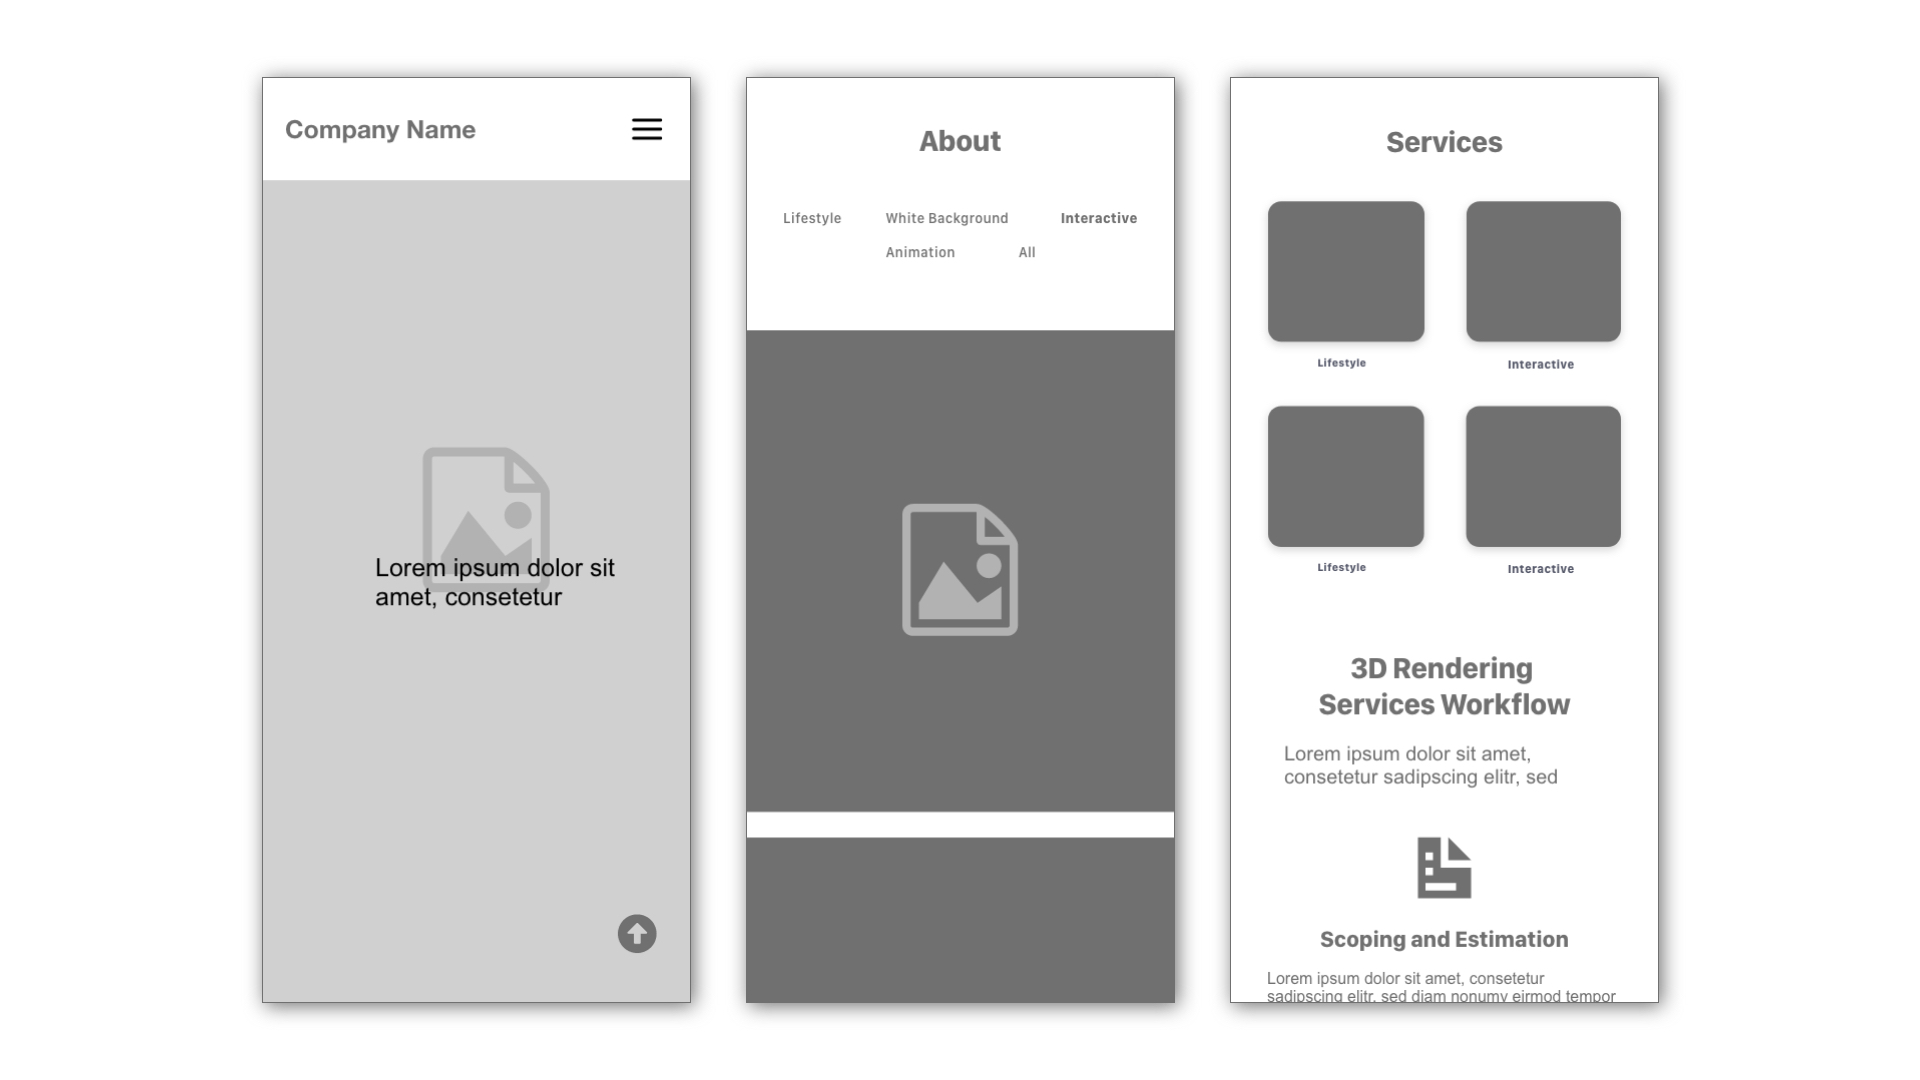 Company Name
Lorem ipsum dolor sit
amet, consetetur
About
Lifestyle White Background Interactive
Animation All
Services
Lifestyle Interactive
Lifestyle Interactive
3D Rendering
Services Workflow
Lorem ipsum dolor sit amet,
consetetur sadipscing elitr, sed
Scoping and Estimation
Lorem ipsum dolor sit amet, consetetur
sadipscing elitr, sed diam nonumy eirmod tempor